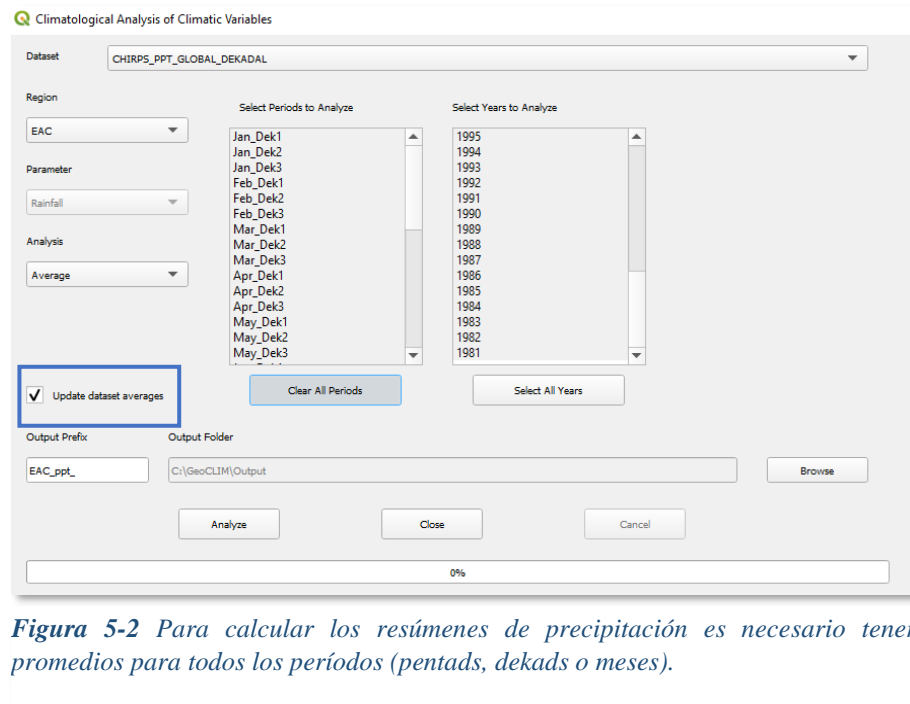 Climatological Analysis of Climatic Variables
Dataset
CHIRPS_PPT_GLOBAL_DEKADAL
Region
EAC
Parameter
Rainfall
Analysis
Average
Select Periods to Analyze
Jan_Dek1
Jan_Dek2
Jan_Dek3
Feb_Dek1
Feb_Dek2
Feb_Dek3
Mar_Dek1
Mar_Dek2
Mar_Dek3
Apr_Dek1
Apr_Dek2
Apr_Dek3
May_Dek1
May_Dek2
May_Dek3
Clear All Periods
Select Years to Analyze
1995
1994
1993
1992
1991
1990
1989
1988
1987
1986
1985
1984
1983
1982
1981
Select All Years
Update dataset averages
Output Prefix
EAC_ppt_
Output Folder
C:\GeoCLIM\Output
Browse
Analyze
Close
Cancel
0%
Figura 5-2 Para calcular los resúmenes de precipitación es necesario tener
promedios para todos los períodos (pentads, dekads o meses).